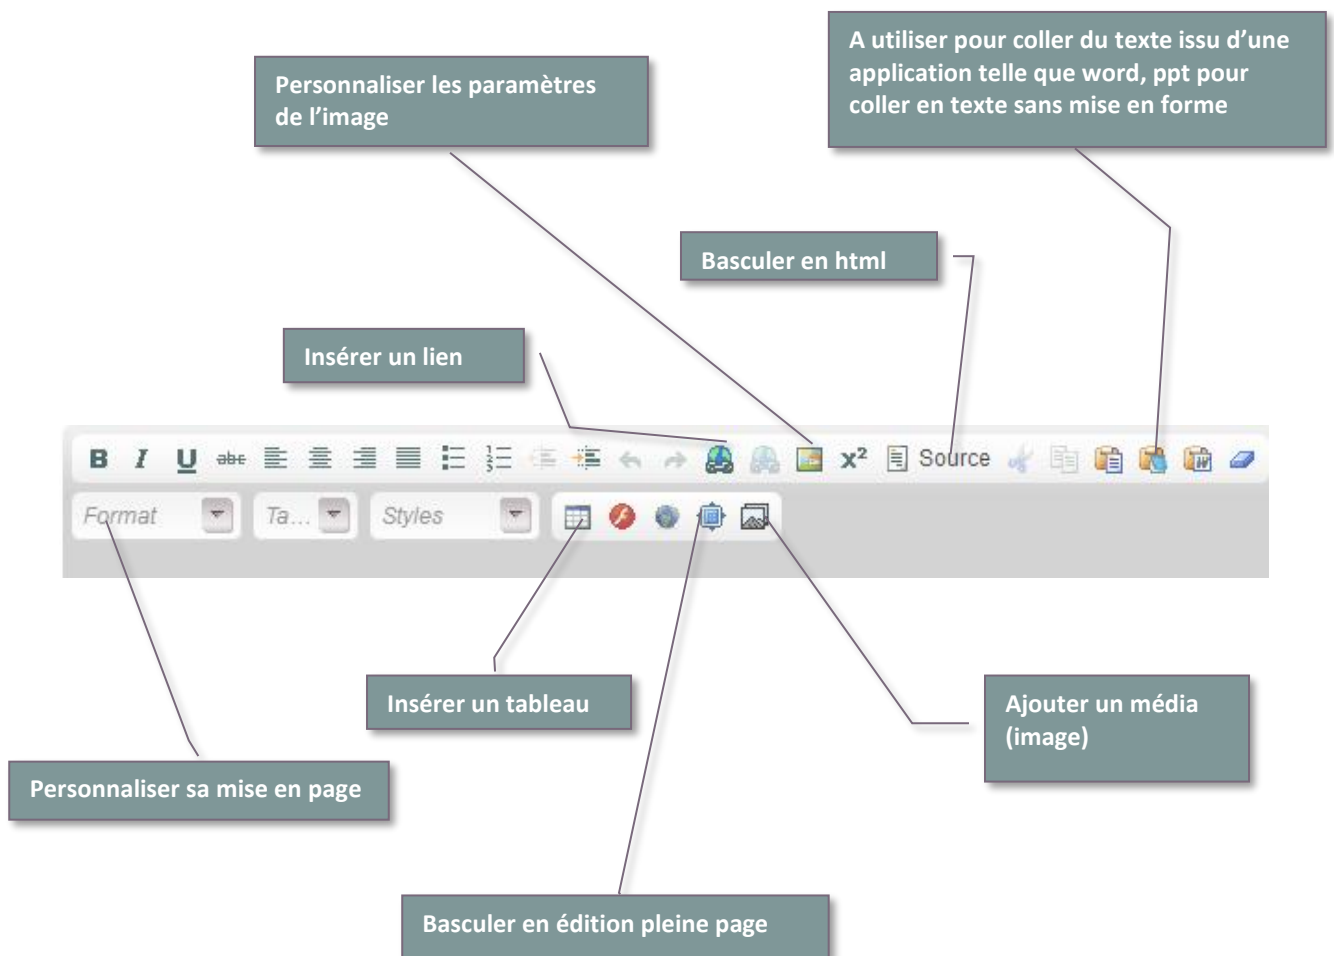 A utiliser pour coller du texte issu d’une
application telle que word, ppt pour
coller en texte sans mise en forme
Personnaliser les paramètres
de l’image
Basculer en html
Insérer un lien
B I U abc x² Source
Format Ta... Styles
Insérer un tableau
Ajouter un média
(image)
Personnaliser sa mise en page
Basculer en édition pleine page